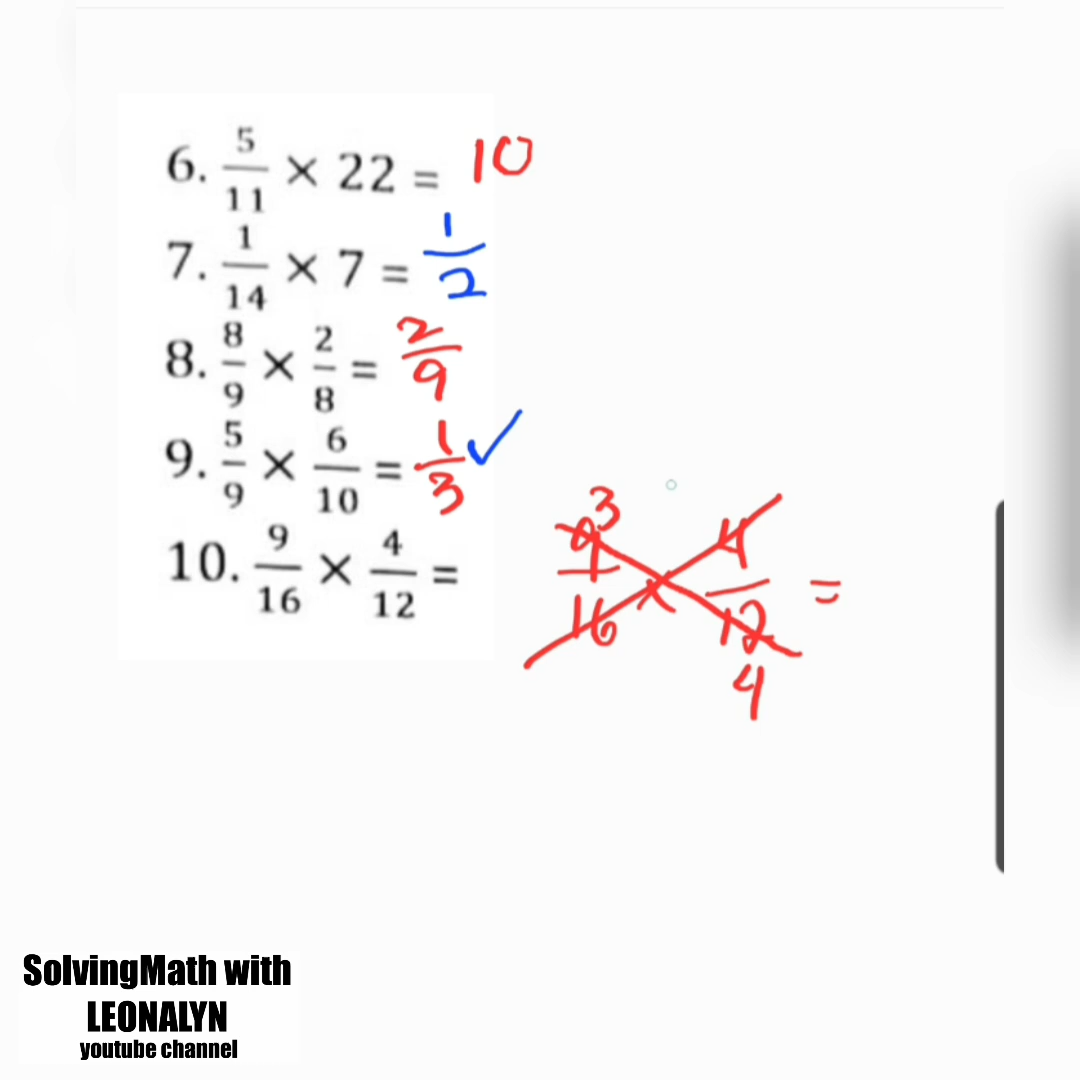 6. 5/11 × 22 = 10
7. 1/14 × 7 = 1/2
8. 8/9 × 2/8 = 2/9
9. 5/9 × 6/10 = 1/3 ✓
10. 9/16 × 4/12 =
3 4
9/16 × 4/12 =
SolvingMath with
LEONALYN
youtube channel